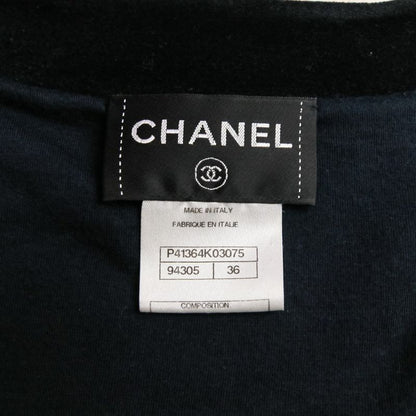 CHANEL
MADE IN ITALY
FABRIQUE EN ITALIE
P41364K03075
94305 36
COMPOSITION